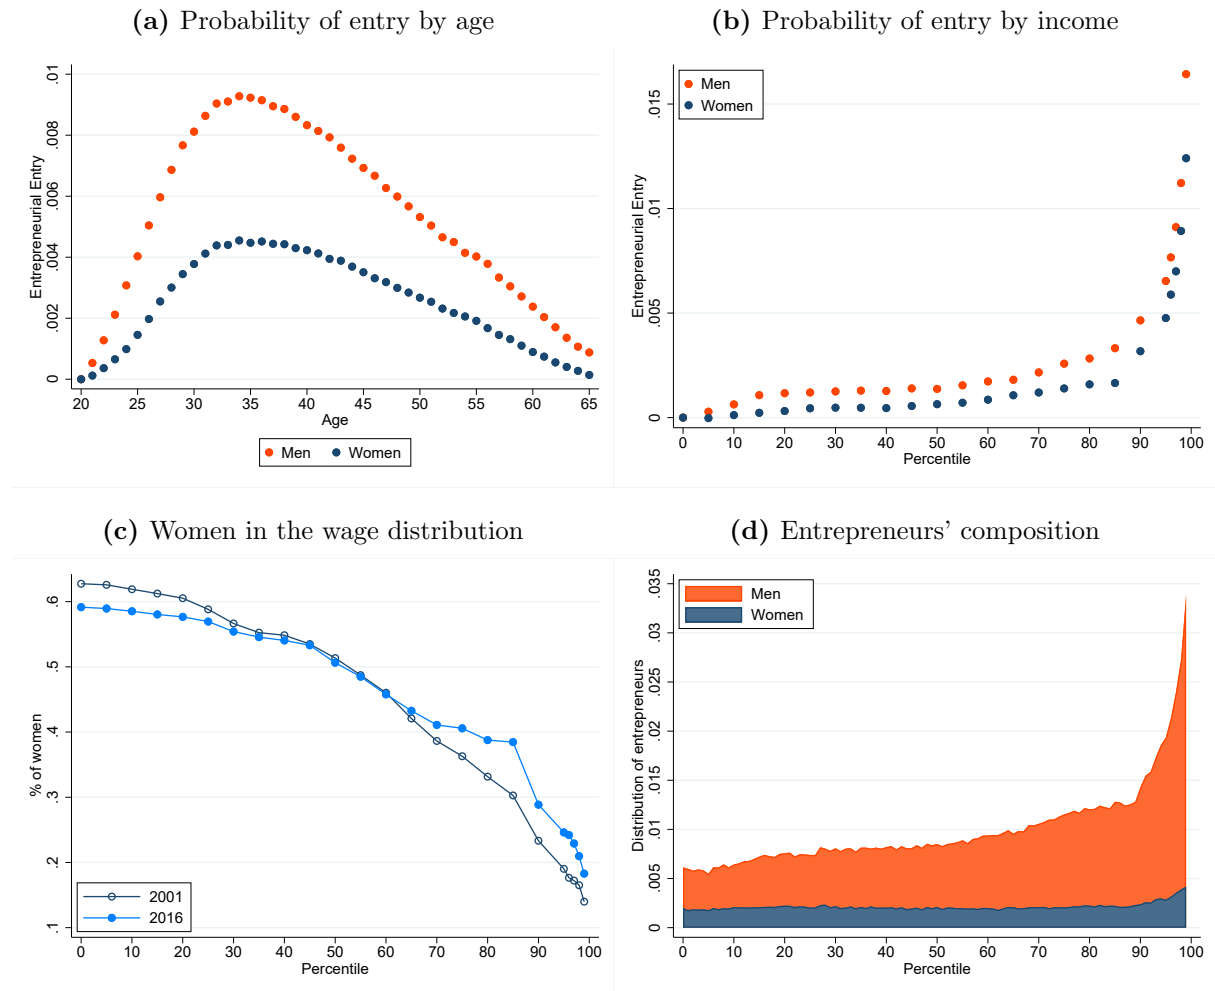 (a) Probability of entry by age
Entrepreneurial Entry
.01
.008
.006
.004
.002
0
20 25 30 35 40 45 50 55 60 65
Age
Men Women
(b) Probability of entry by income
Men
Women
Entrepreneurial Entry
.015
.01
.005
0
0 10 20 30 40 50 60 70 80 90 100
Percentile
(c) Women in the wage distribution
% of women
.6
.5
.4
.3
.2
.1
2001
2016
0 10 20 30 40 50 60 70 80 90 100
Percentile
(d) Entrepreneurs' composition
Men
Women
Distribution of entrepreneurs
.035
.03
.025
.02
.015
.01
.005
0
0 10 20 30 40 50 60 70 80 90 100
Percentile